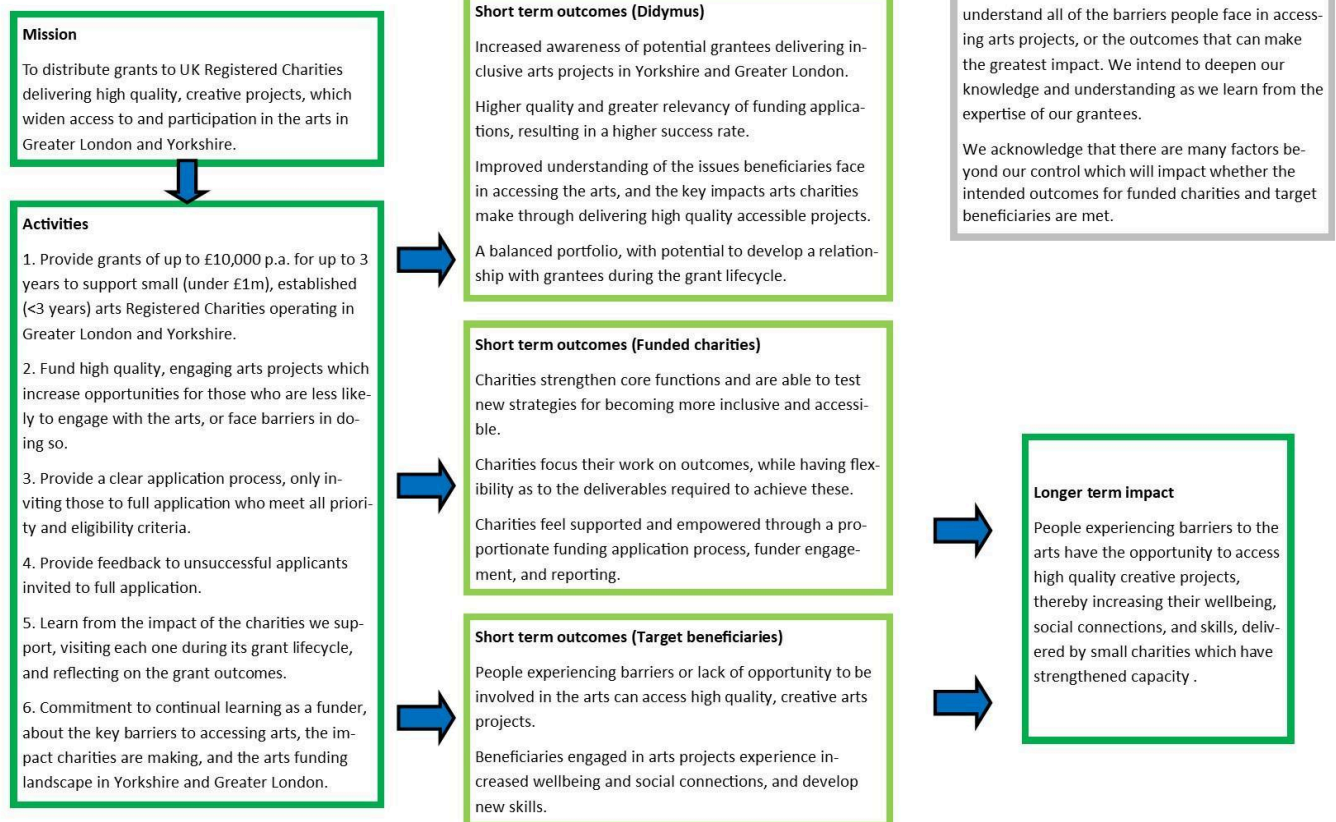 Mission
To distribute grants to UK Registered Charities
delivering high quality, creative projects, which
widen access to and participation in the arts in
Greater London and Yorkshire.
Activities
1. Provide grants of up to £10,000 p.a. for up to 3
years to support small (under £1m), established
(<3 years) arts Registered Charities operating in
Greater London and Yorkshire.
2. Fund high quality, engaging arts projects which
increase opportunities for those who are less like-
ly to engage with the arts, or face barriers in do-
ing so.
3. Provide a clear application process, only in-
viting those to full application who meet all priori-
ty and eligibility criteria.
4. Provide feedback to unsuccessful applicants
invited to full application.
5. Learn from the impact of the charities we sup-
port, visiting each one during its grant lifecycle,
and reflecting on the grant outcomes.
6. Commitment to continual learning as a funder,
about the key barriers to accessing arts, the im-
pact charities are making, and the arts funding
landscape in Yorkshire and Greater London.
Short term outcomes (Didymus)
Increased awareness of potential grantees delivering in-
clusive arts projects in Yorkshire and Greater London.
Higher quality and greater relevancy of funding applica-
tions, resulting in a higher success rate.
Improved understanding of the issues beneficiaries face
in accessing the arts, and the key impacts arts charities
make through delivering high quality accessible projects.
A balanced portfolio, with potential to develop a relation-
ship with grantees during the grant lifecycle.
Short term outcomes (Funded charities)
Charities strengthen core functions and are able to test
new strategies for becoming more inclusive and accessi-
ble.
Charities focus their work on outcomes, while having flex-
ibility as to the deliverables required to achieve these.
Charities feel supported and empowered through a pro-
portionate funding application process, funder engage-
ment, and reporting.
Short term outcomes (Target beneficiaries)
People experiencing barriers or lack of opportunity to be
involved in the arts can access high quality, creative arts
projects.
Beneficiaries engaged in arts projects experience in-
creased wellbeing and social connections, and develop
new skills.
understand all of the barriers people face in access-
ing arts projects, or the outcomes that can make
the greatest impact. We intend to deepen our
knowledge and understanding as we learn from the
expertise of our grantees.
We acknowledge that there are many factors be-
yond our control which will impact whether the
intended outcomes for funded charities and target
beneficiaries are met.
Longer term impact
People experiencing barriers to the
arts have the opportunity to access
high quality creative projects,
thereby increasing their wellbeing,
social connections, and skills, deliv-
ered by small charities which have
strengthened capacity .